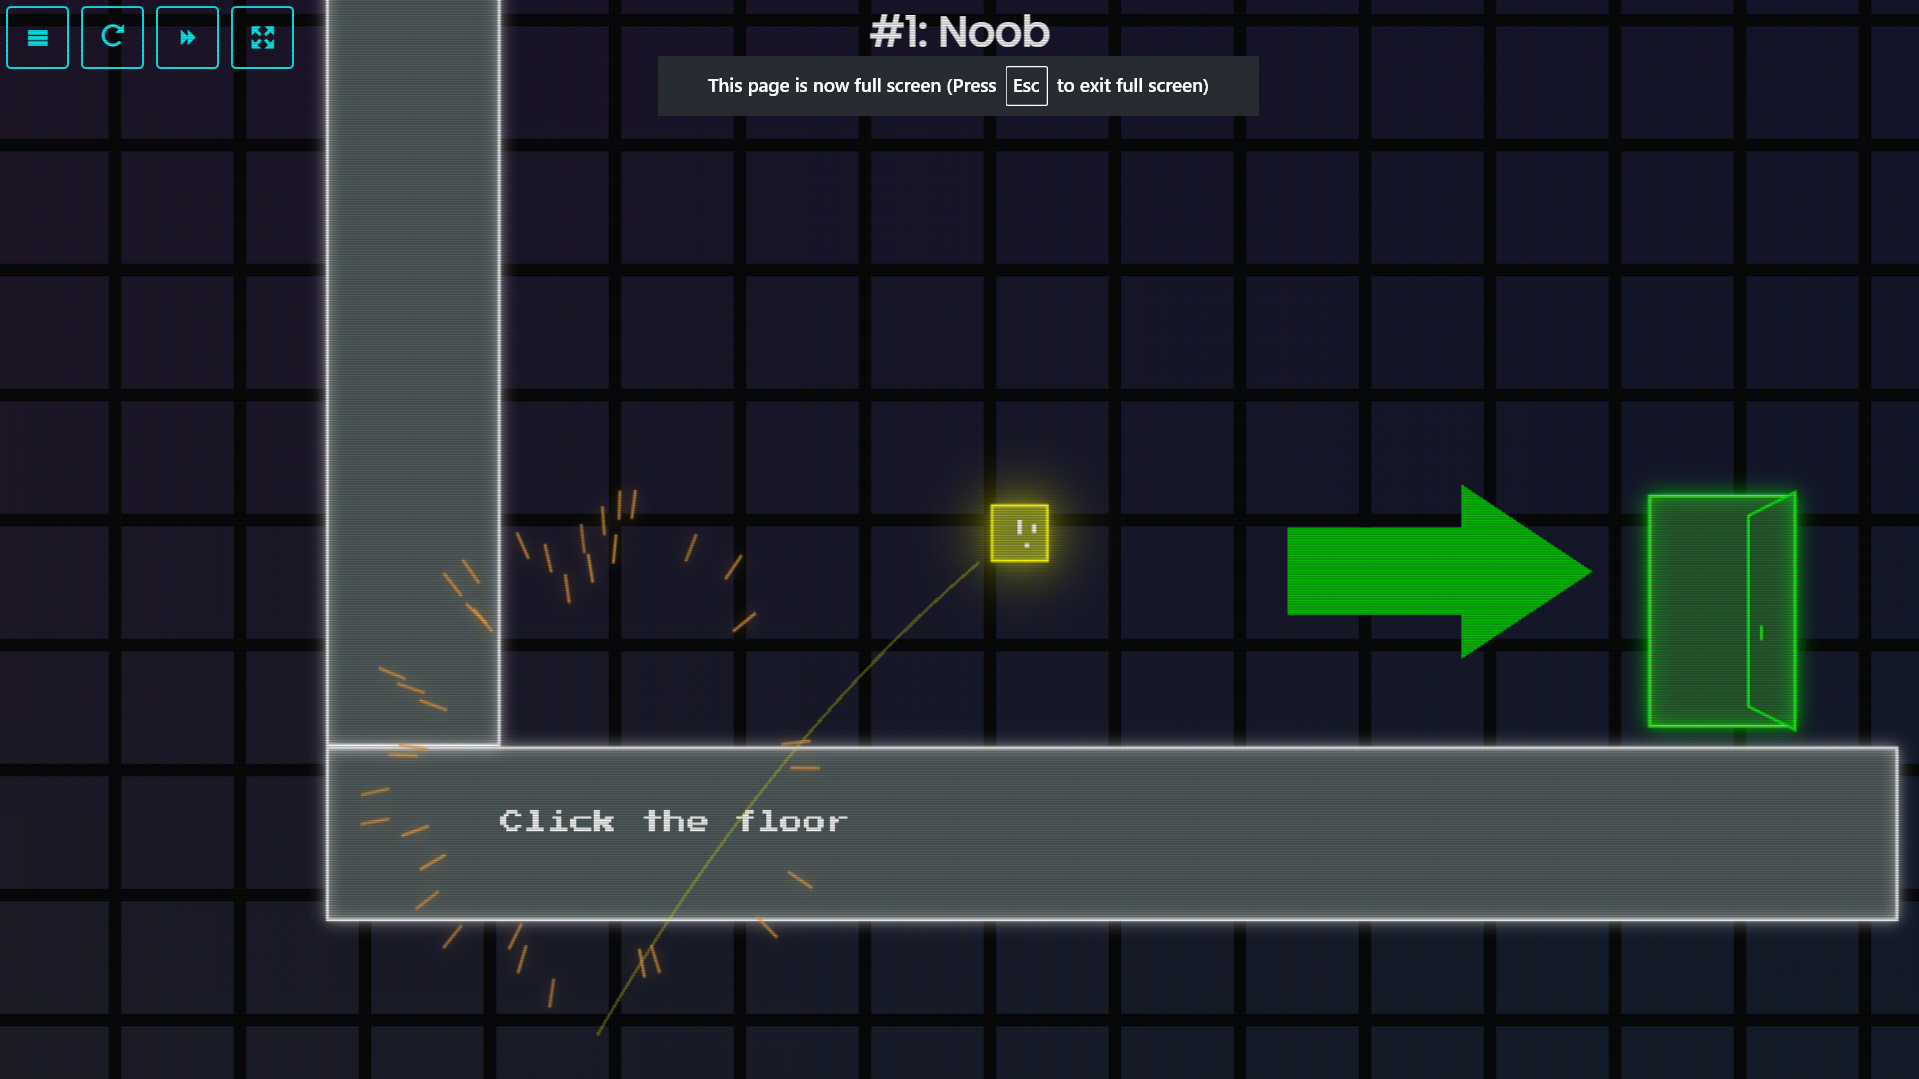 #1: Noob
This page is now full screen (Press Esc to exit full screen)
Click the floor